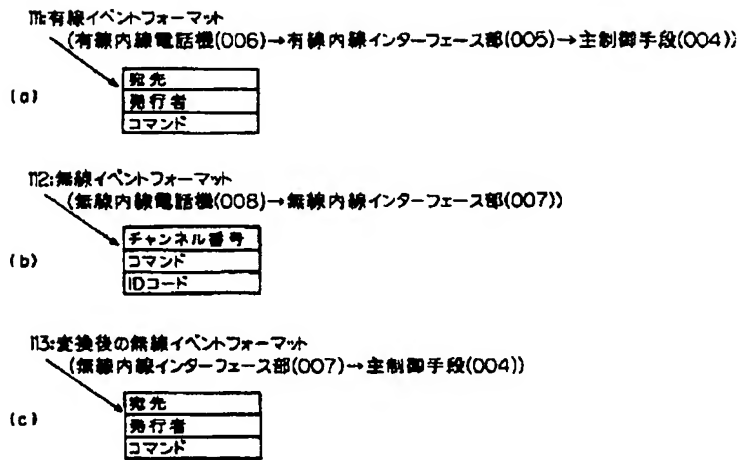 111:有線イベントフォーマット
(有線内線電話機(006)→有線内線インターフェース部(005)→主制御手段(004))
(a)
宛先
発行者
コマンド
112:無線イベントフォーマット
(無線内線電話機(008)→無線内線インターフェース部(007))
(b)
チャンネル番号
コマンド
IDコード
113:変換後の無線イベントフォーマット
(無線内線インターフェース部(007)→主制御手段(004))
(c)
宛先
発行者
コマンド